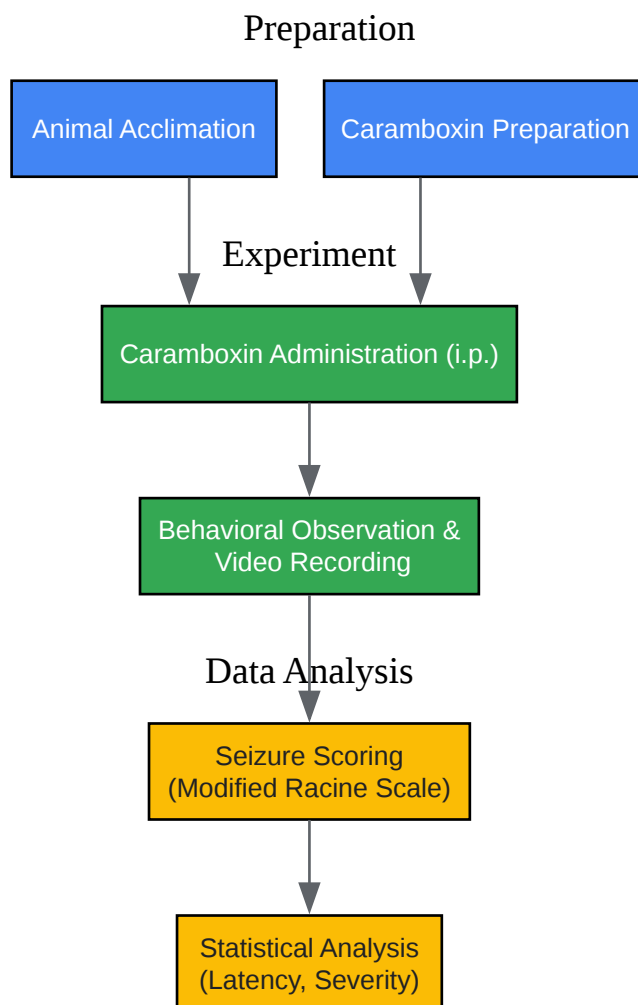 Preparation
Animal Acclimation
Caramboxin Preparation
Experiment
Caramboxin Administration (i.p.)
Behavioral Observation &
Video Recording
Data Analysis
Seizure Scoring
(Modified Racine Scale)
Statistical Analysis
(Latency, Severity)